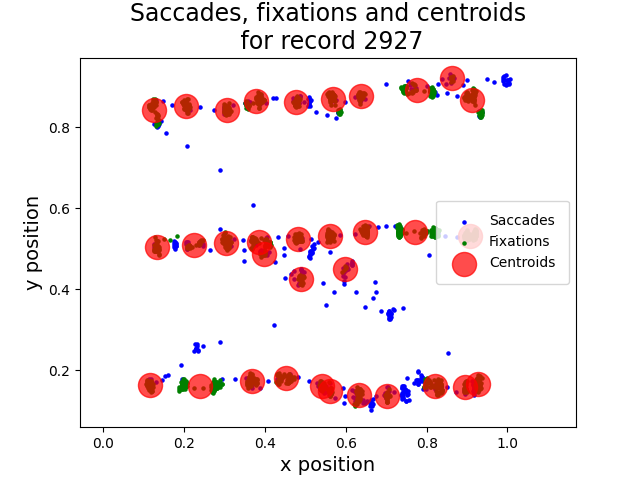 Saccades, fixations and centroids
for record 2927
y position
0.8
0.6
0.4
0.2
Saccades
Fixations
Centroids
0.0 0.2 0.4 0.6 0.8 1.0
x position